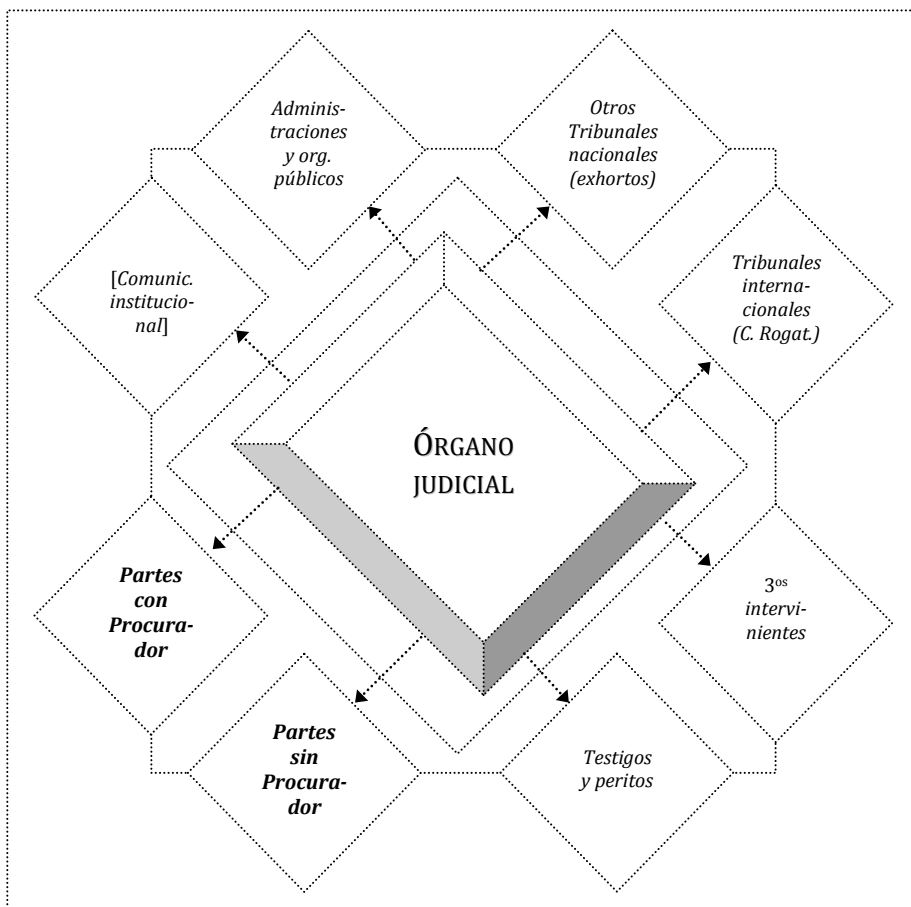 Adminis-
traciones
y org.
públicos
Otros
Tribunales
nacionales
(exhortos)
[Comunic.
institucio-
nal]
Tribunales
interna-
cionales
(C. Rogat.)
ÓRGANO
JUDICIAL
Partes
con
Procura-
dor
3os
intervi-
nientes
Partes
sin
Procura-
dor
Testigos
y peritos